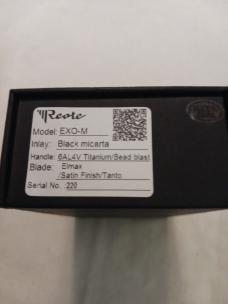 Reate
Model: EXO-M
Inlay: Black micarta
Handle: 6AL4V Titanium/Bead blast
Blade: Elmax
/Satin Finish/Tanto
Serial No. :220